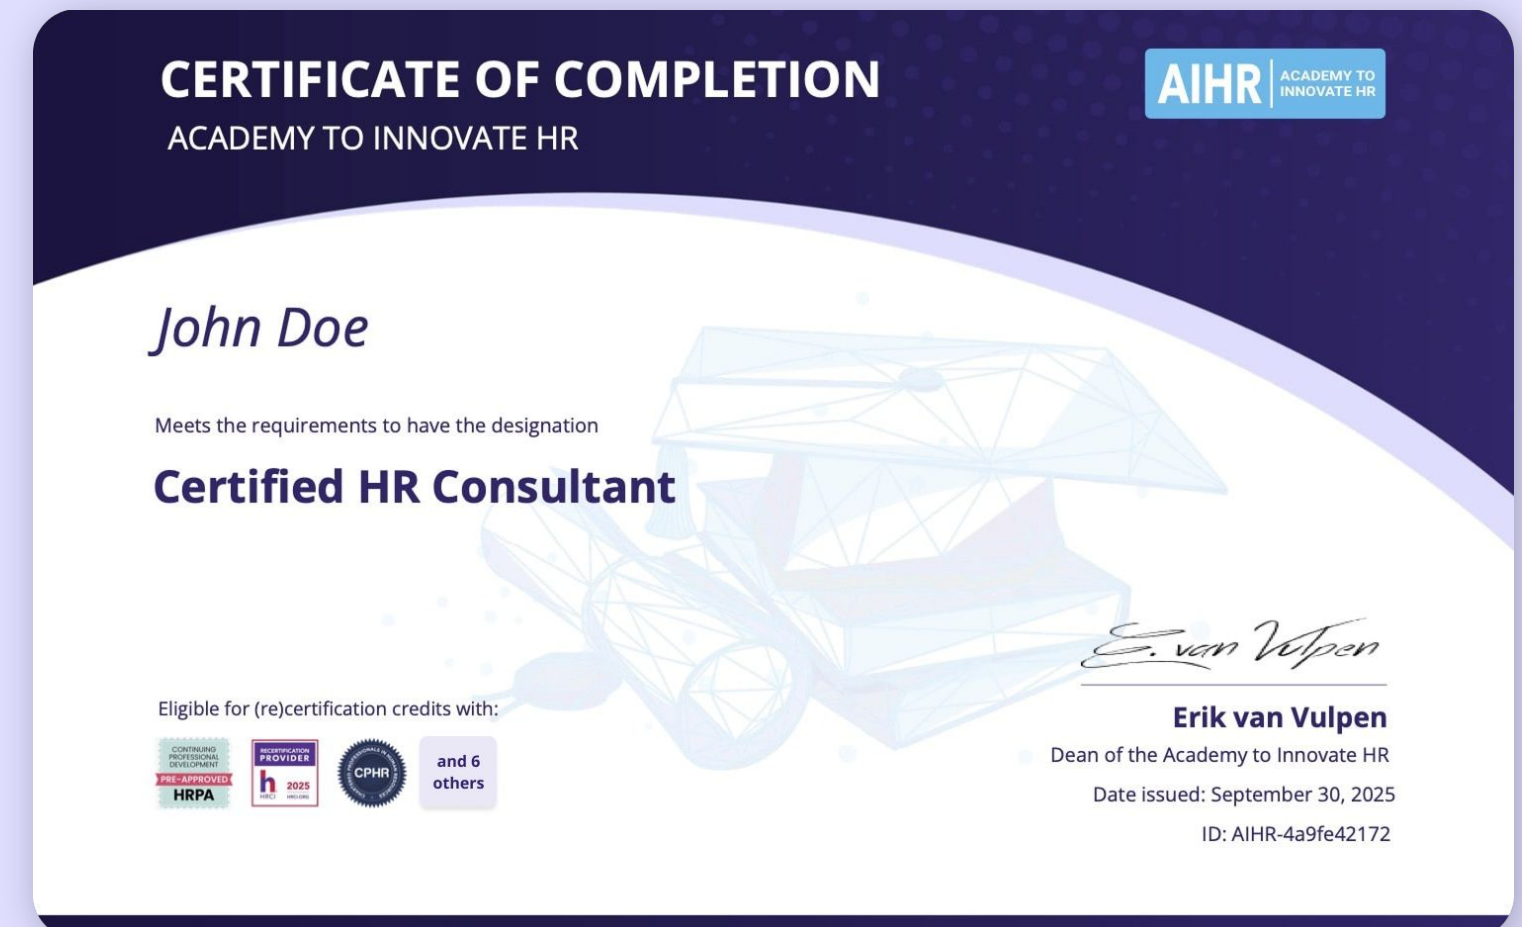 CERTIFICATE OF COMPLETION
ACADEMY TO INNOVATE HR
AIHR
ACADEMY TO
INNOVATE HR
John Doe
Meets the requirements to have the designation
Certified HR Consultant
E. van Vulpen
Erik van Vulpen
Dean of the Academy to Innovate HR
Date issued: September 30, 2025
ID: AIHR-4a9fe42172
Eligible for (re)certification credits with:
CONTINUING
PROFESSIONAL
DEVELOPMENT
PRE-APPROVED
HRPA
RECERTIFICATION
PROVIDER
h
2025
HRCI
HRCI.ORG
CPHR
and 6
others